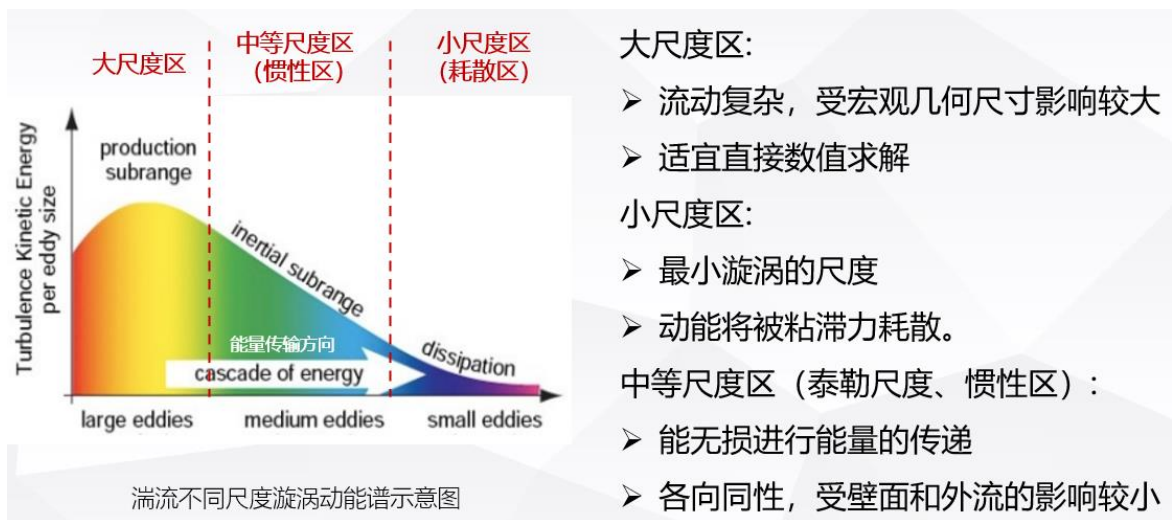 大尺度区
中等尺度区
（惯性区）
小尺度区
（耗散区）
Turbulence Kinetic Energy
per eddy size
production
subrange
inertial subrange
能量传输方向
cascade of energy
dissipation
large eddies
medium eddies
small eddies
湍流不同尺度漩涡动能谱示意图
大尺度区:
➢ 流动复杂，受宏观几何尺寸影响较大
➢ 适宜直接数值求解
小尺度区:
➢ 最小漩涡的尺度
➢ 动能将被粘滞力耗散。
中等尺度区（泰勒尺度、惯性区）:
➢ 能无损进行能量的传递
➢ 各向同性，受壁面和外流的影响较小